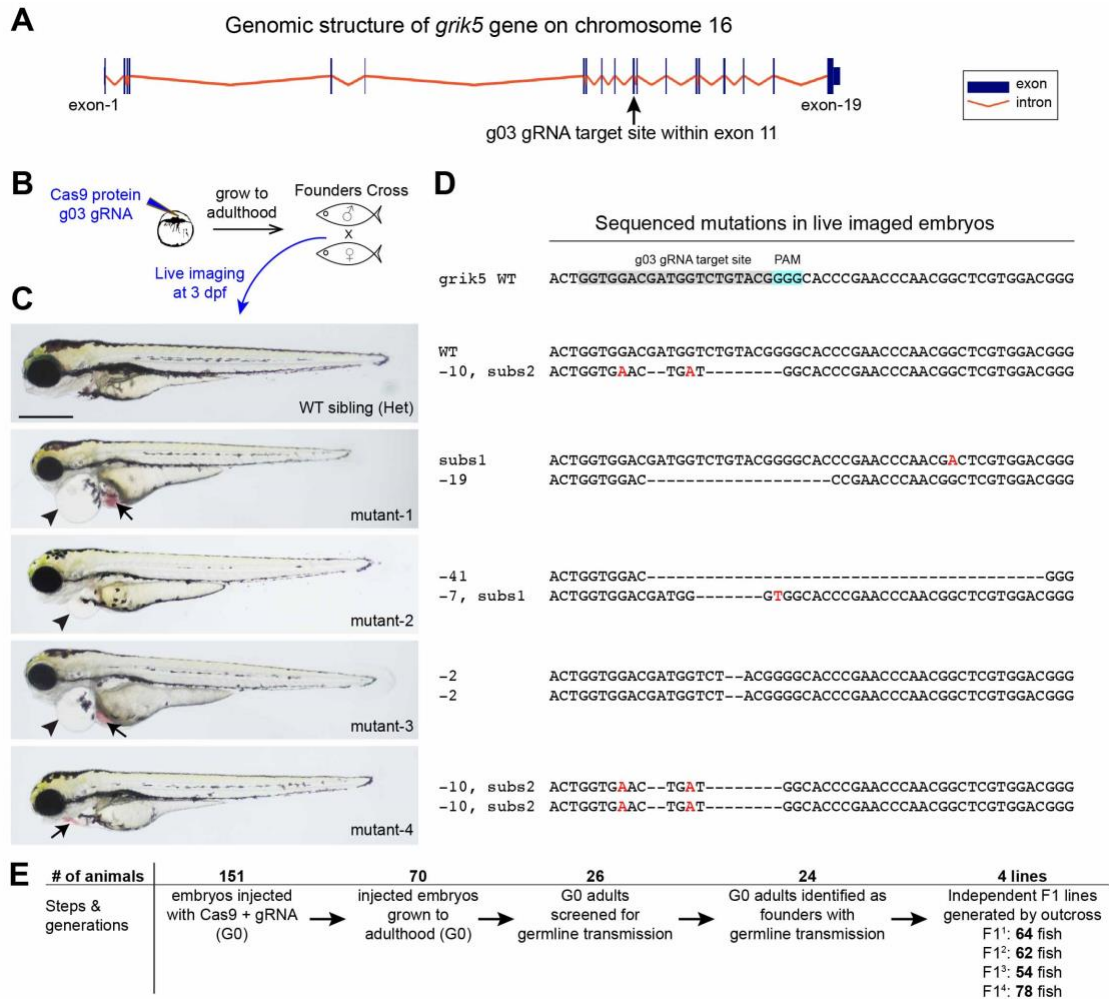 A
Genomic structure of grik5 gene on chromosome 16
exon-1
exon-19
g03 gRNA target site within exon 11
exon
intron
B
Cas9 protein
g03 gRNA
grow to
adulthood
Founders Cross
♂
x
♀
Live imaging
at 3 dpf
C
WT sibling (Het)
mutant-1
mutant-2
mutant-3
mutant-4
D
Sequenced mutations in live imaged embryos
g03 gRNA target site PAM
grik5 WT ACTGGTGGACGATGGTCTGTACGGGGCACCCGAACCCAACGGCTCGTGGACGGG
WT ACTGGTGGACGATGGTCTGTACGGGGCACCCGAACCCAACGGCTCGTGGACGGG
-10, subs2 ACTGGTGAAC--TGAT--------GGCACCCGAACCCAACGGCTCGTGGACGGG
subs1 ACTGGTGGACGATGGTCTGTACGGGGCACCCGAACCCAACGACTCGTGGACGGG
-19 ACTGGTGGAC-------------------CCGAACCCAACGGCTCGTGGACGGG
-41 ACTGGTGGAC-----------------------------------------GGG
-7, subs1 ACTGGTGGACGATGG-------GTGGCACCCGAACCCAACGGCTCGTGGACGGG
-2 ACTGGTGGACGATGGTCT--ACGGGGCACCCGAACCCAACGGCTCGTGGACGGG
-2 ACTGGTGGACGATGGTCT--ACGGGGCACCCGAACCCAACGGCTCGTGGACGGG
-10, subs2 ACTGGTGAAC--TGAT--------GGCACCCGAACCCAACGGCTCGTGGACGGG
-10, subs2 ACTGGTGAAC--TGAT--------GGCACCCGAACCCAACGGCTCGTGGACGGG
E
# of animals 151 70 26 24 4 lines
Steps &
generations
embryos injected
with Cas9 + gRNA
(G0)
injected embryos
grown to
adulthood (G0)
G0 adults
screened for
germline transmission
G0 adults identified as
founders with
germline transmission
Independent F1 lines
generated by outcross
F1¹: 64 fish
F1²: 62 fish
F1³: 54 fish
F1⁴: 78 fish